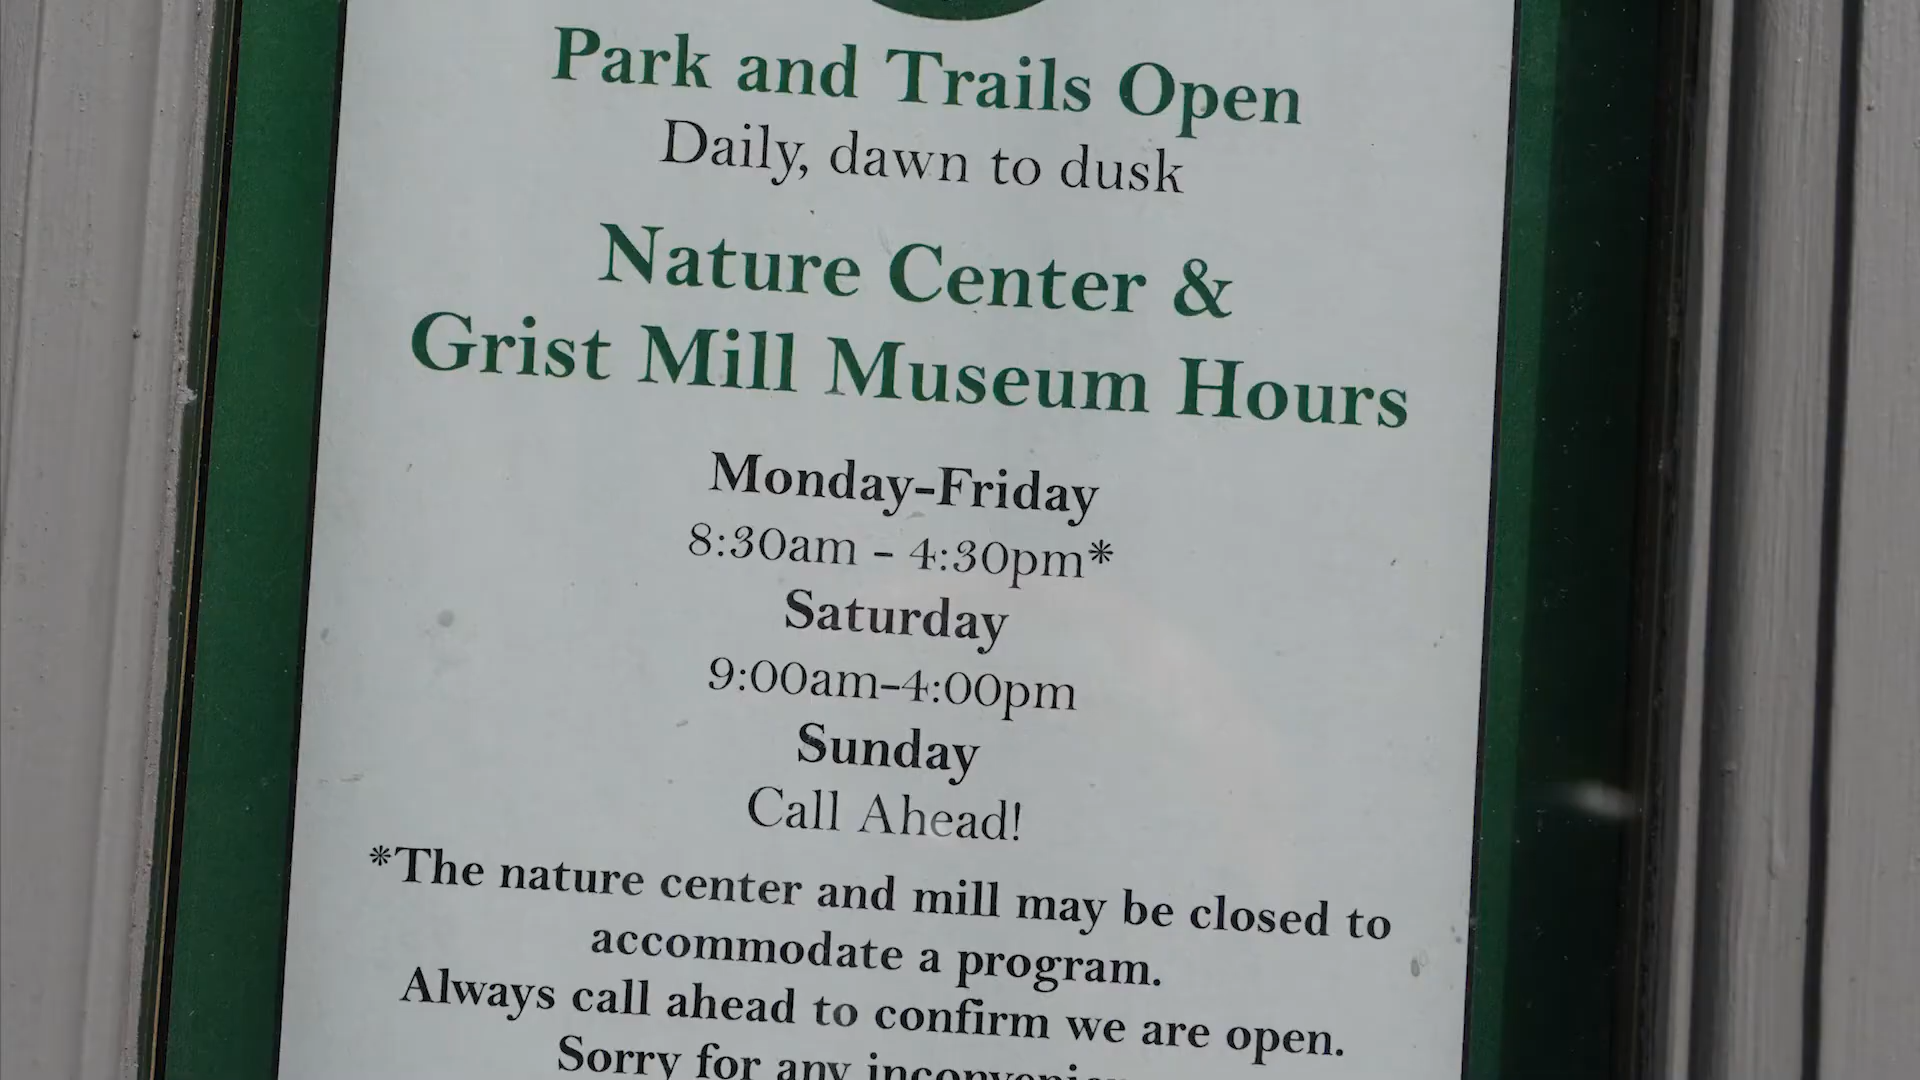 Park and Trails Open
Daily, dawn to dusk
Nature Center &
Grist Mill Museum Hours
Monday-Friday
8:30am - 4:30pm*
Saturday
9:00am-4:00pm
Sunday
Call Ahead!
*The nature center and mill may be closed to
accommodate a program.
Always call ahead to confirm we are open.
Sorry for any